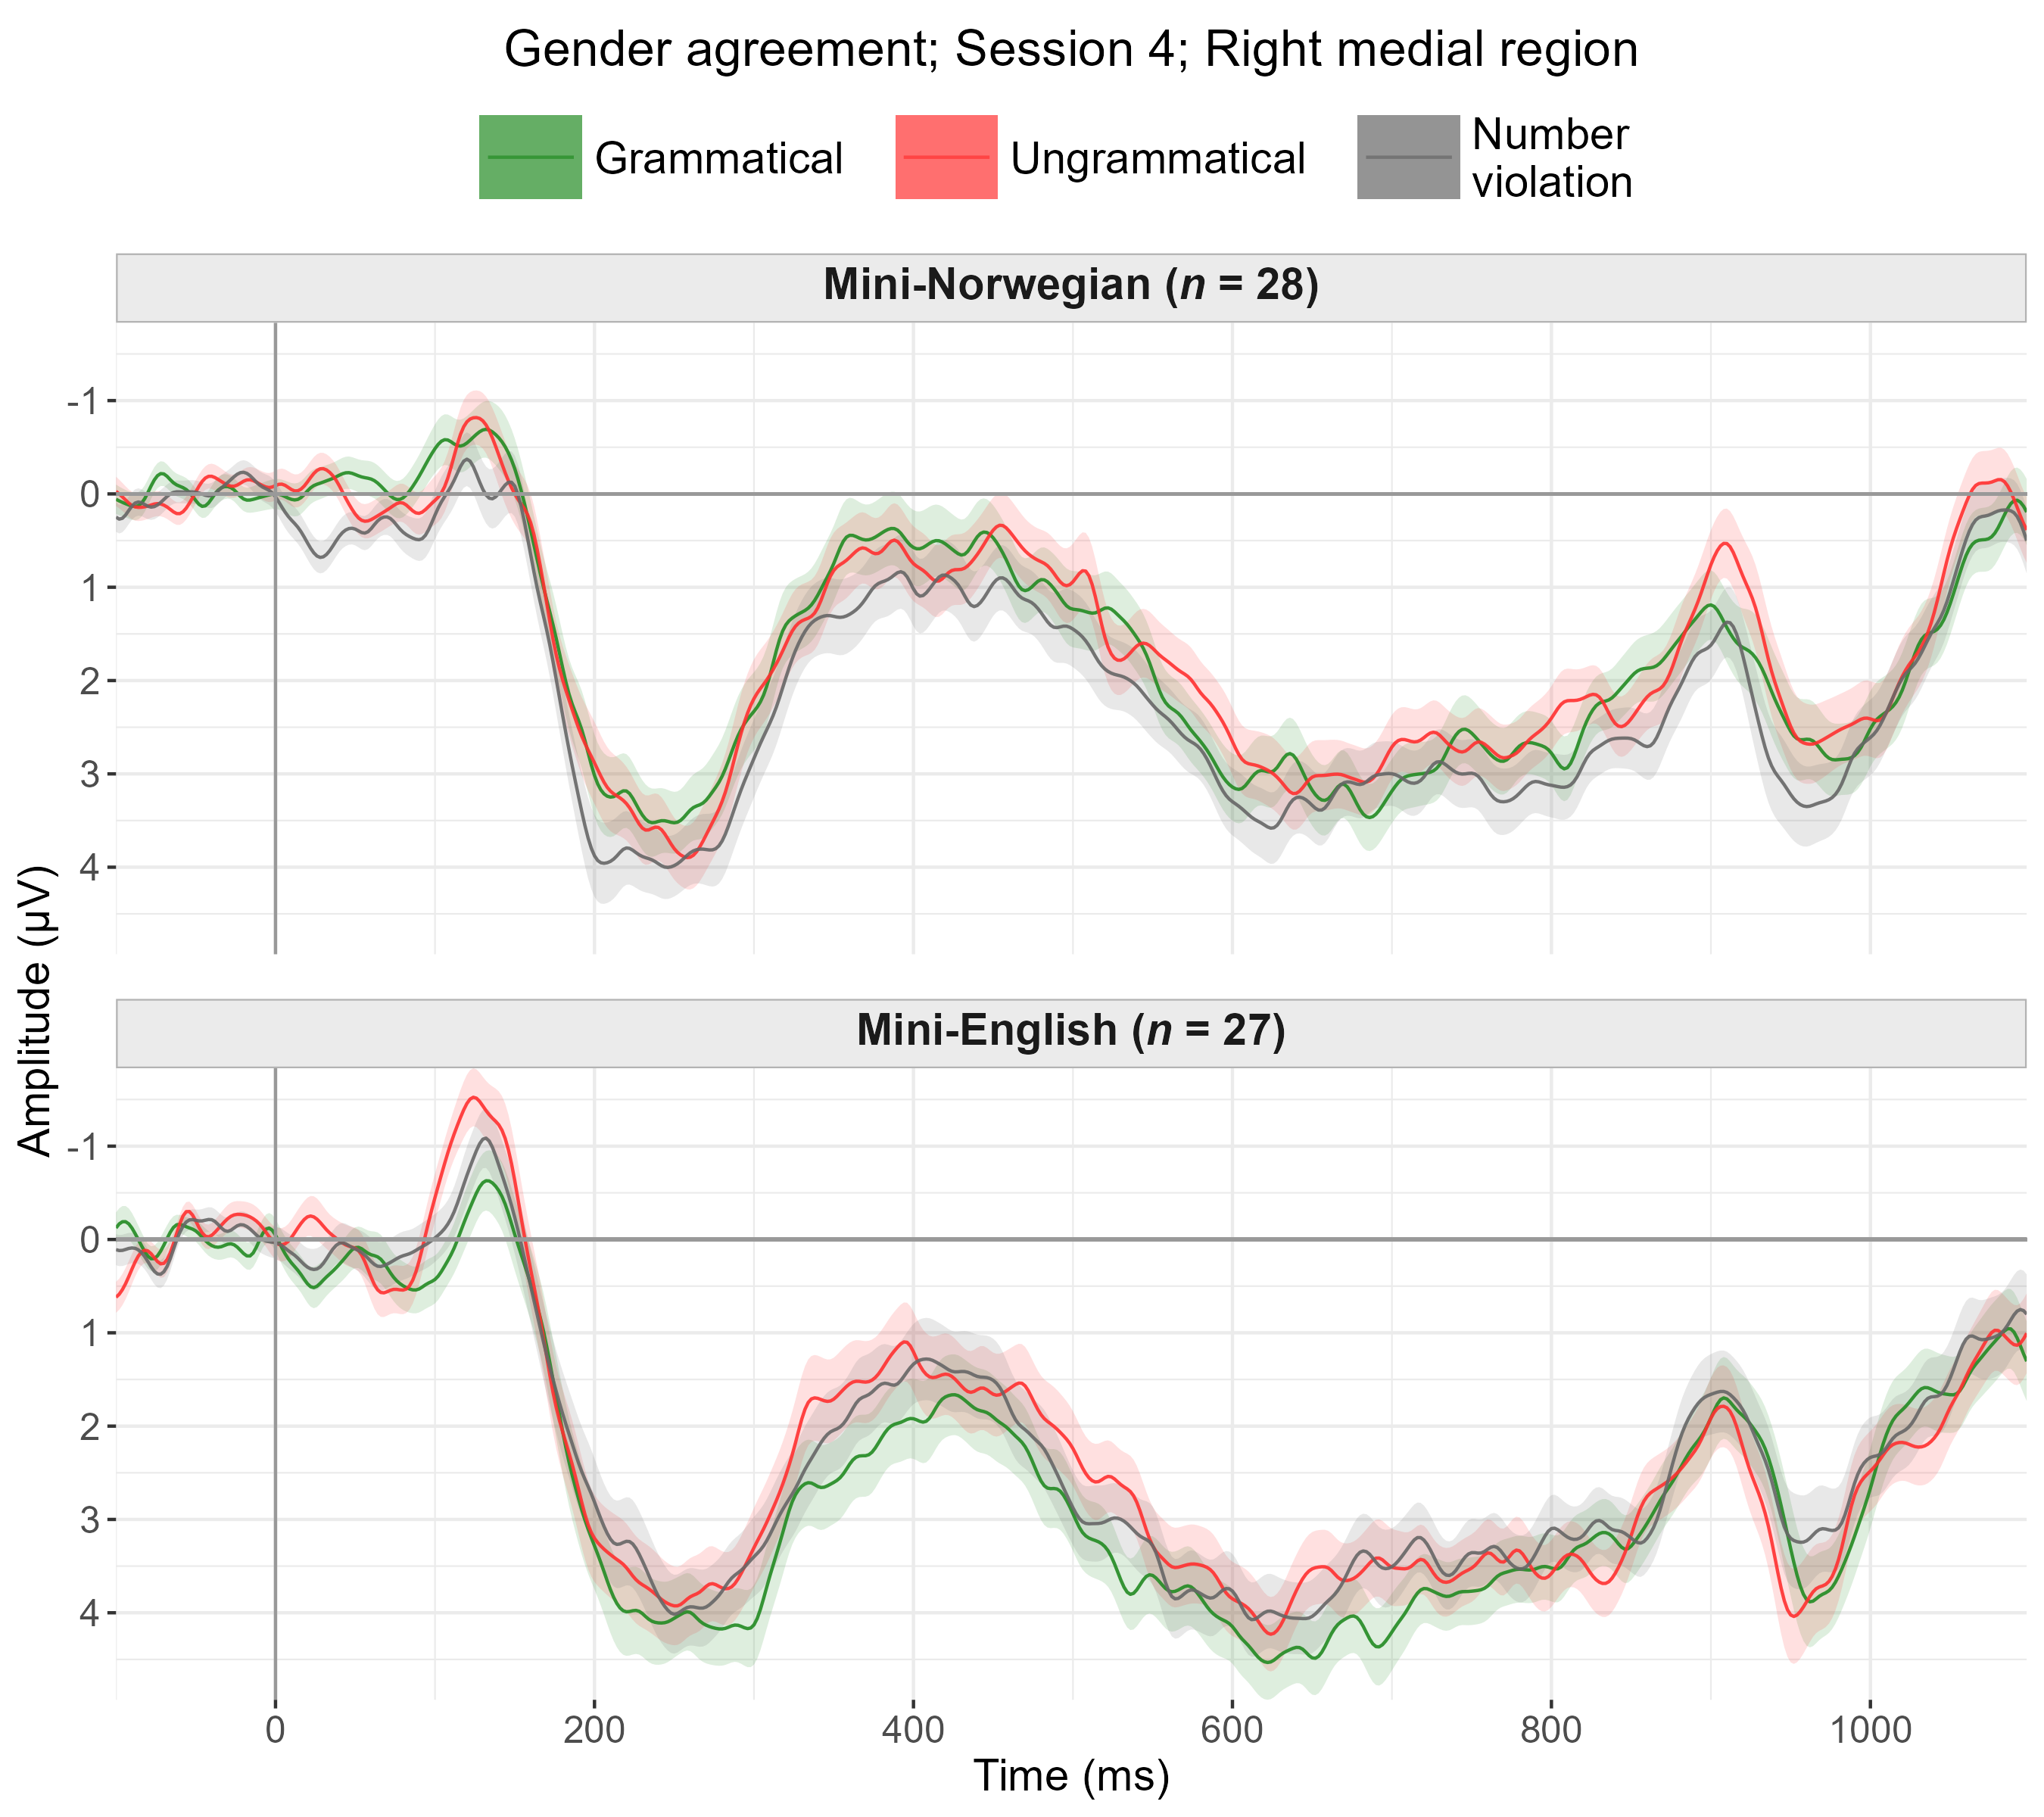 Gender agreement; Session 4; Right medial region
Grammatical
Ungrammatical
Number
violation
Mini-Norwegian (n = 28)
-1
0
1
2
3
4
Amplitude (µV)
Mini-English (n = 27)
-1
0
1
2
3
4
0 200 400 600 800 1000
Time (ms)